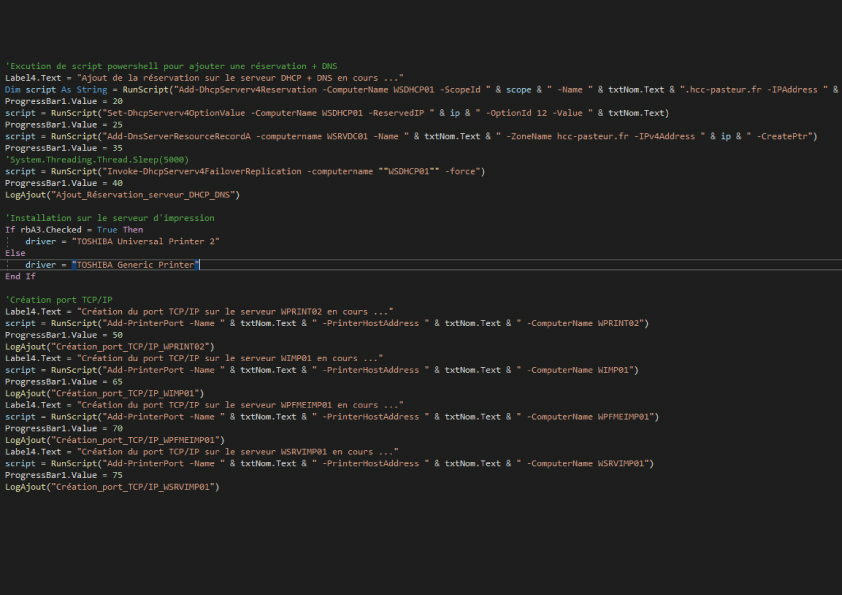 'Excution de script powershell pour ajouter une réservation + DNS
Label4.Text = "Ajout de la réservation sur le serveur DHCP + DNS en cours ..."
Dim script As String = RunScript("Add-DhcpServerv4Reservation -ComputerName WSDHCP01 -ScopeId " & scope & " -Name " & txtNom.Text & ".hcc-pasteur.fr -IPAddress " &
ProgressBar1.Value = 20
script = RunScript("Set-DhcpServerv4OptionValue -ComputerName WSDHCP01 -ReservedIP " & ip & " -OptionId 12 -Value " & txtNom.Text)
ProgressBar1.Value = 25
script = RunScript("Add-DnsServerResourceRecordA -computername WSRVDC01 -Name " & txtNom.Text & " -ZoneName hcc-pasteur.fr -IPv4Address " & ip & " -CreatePtr")
ProgressBar1.Value = 35
'System.Threading.Thread.Sleep(5000)
script = RunScript("Invoke-DhcpServerv4FailoverReplication -computername ""WSDHCP01"" -force")
ProgressBar1.Value = 40
LogAjout("Ajout_Réservation_serveur_DHCP_DNS")
'Installation sur le serveur d'impression
If rbA3.Checked = True Then
driver = "TOSHIBA Universal Printer 2"
Else
driver = "TOSHIBA Generic Printer"
End If
'Création port TCP/IP
Label4.Text = "Création du port TCP/IP sur le serveur WPRINT02 en cours ..."
script = RunScript("Add-PrinterPort -Name " & txtNom.Text & " -PrinterHostAddress " & txtNom.Text & " -ComputerName WPRINT02")
ProgressBar1.Value = 50
LogAjout("Création_port_TCP/IP_WPRINT02")
Label4.Text = "Création du port TCP/IP sur le serveur WIMP01 en cours ..."
script = RunScript("Add-PrinterPort -Name " & txtNom.Text & " -PrinterHostAddress " & txtNom.Text & " -ComputerName WIMP01")
ProgressBar1.Value = 65
LogAjout("Création_port_TCP/IP_WIMP01")
Label4.Text = "Création du port TCP/IP sur le serveur WPFMEIMP01 en cours ..."
script = RunScript("Add-PrinterPort -Name " & txtNom.Text & " -PrinterHostAddress " & txtNom.Text & " -ComputerName WPFMEIMP01")
ProgressBar1.Value = 70
LogAjout("Création_port_TCP/IP_WPFMEIMP01")
Label4.Text = "Création du port TCP/IP sur le serveur WSRVIMP01 en cours ..."
script = RunScript("Add-PrinterPort -Name " & txtNom.Text & " -PrinterHostAddress " & txtNom.Text & " -ComputerName WSRVIMP01")
ProgressBar1.Value = 75
LogAjout("Création_port_TCP/IP_WSRVIMP01")